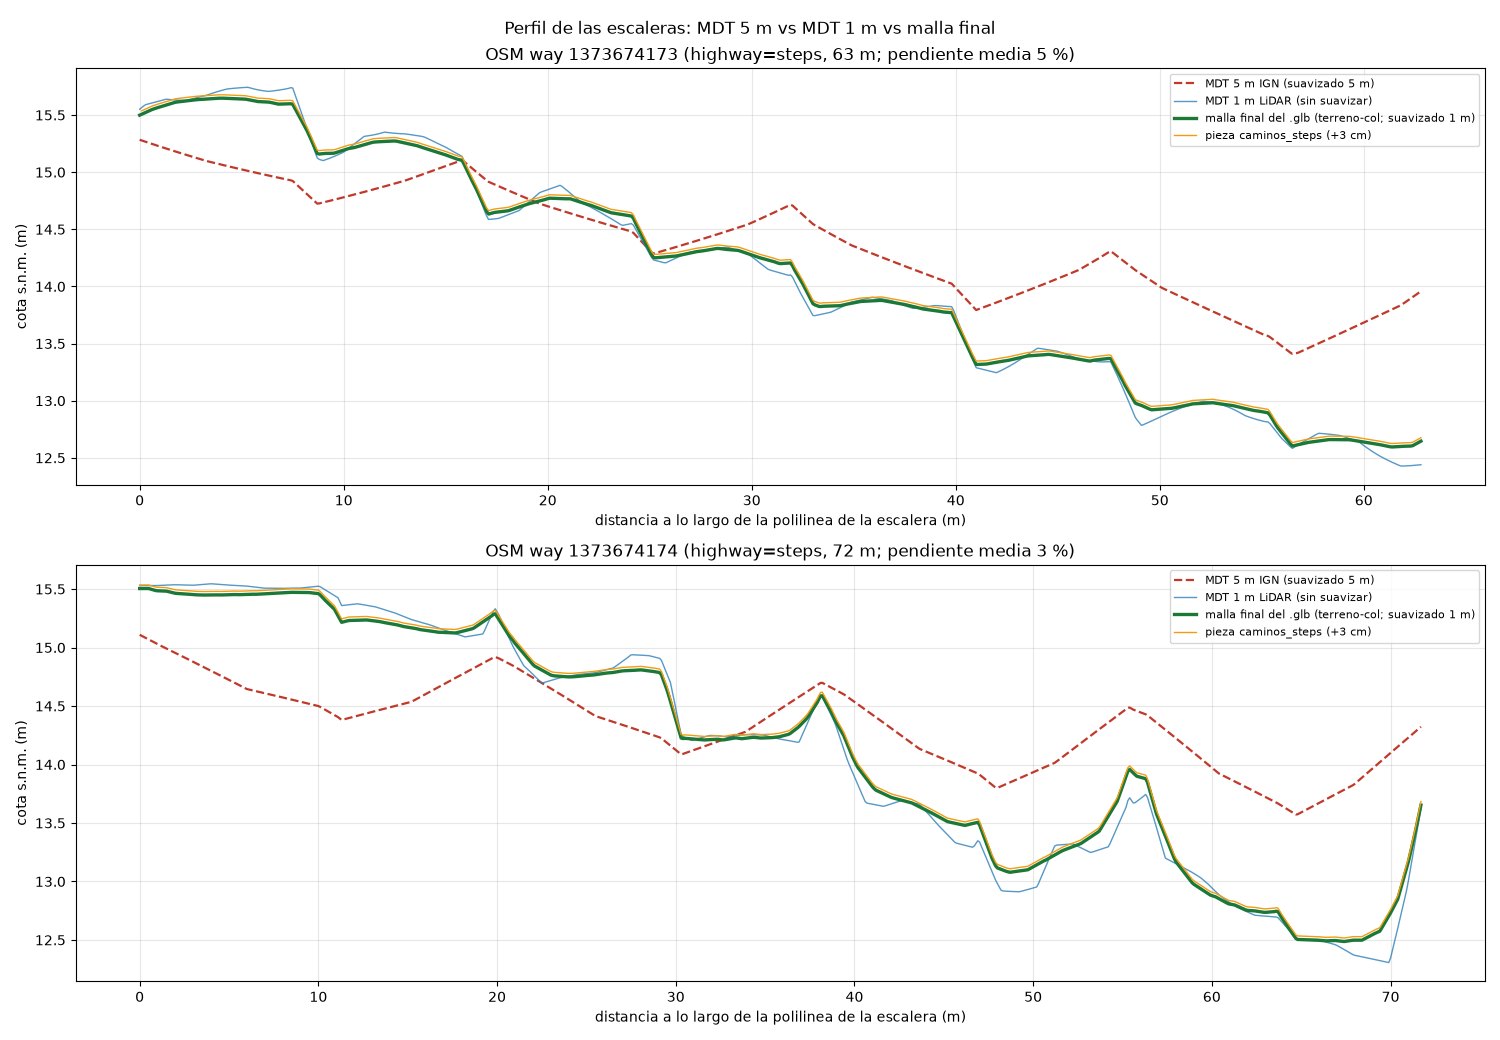 Perfil de las escaleras: MDT 5 m vs MDT 1 m vs malla final
OSM way 1373674173 (highway=steps, 63 m; pendiente media 5 %)
MDT 5 m IGN (suavizado 5 m)
MDT 1 m LiDAR (sin suavizar)
malla final del .glb (terreno-col; suavizado 1 m)
pieza caminos_steps (+3 cm)
cota s.n.m. (m)
15.5
15.0
14.5
14.0
13.5
13.0
12.5
0 10 20 30 40 50 60
distancia a lo largo de la polilinea de la escalera (m)
OSM way 1373674174 (highway=steps, 72 m; pendiente media 3 %)
MDT 5 m IGN (suavizado 5 m)
MDT 1 m LiDAR (sin suavizar)
malla final del .glb (terreno-col; suavizado 1 m)
pieza caminos_steps (+3 cm)
cota s.n.m. (m)
15.5
15.0
14.5
14.0
13.5
13.0
12.5
0 10 20 30 40 50 60 70
distancia a lo largo de la polilinea de la escalera (m)